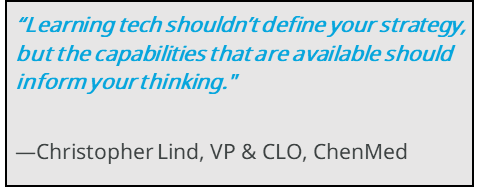 “Learning tech shouldn’t define your strategy,
but the capabilities that are available should
inform your thinking."
—Christopher Lind, VP & CLO, ChenMed